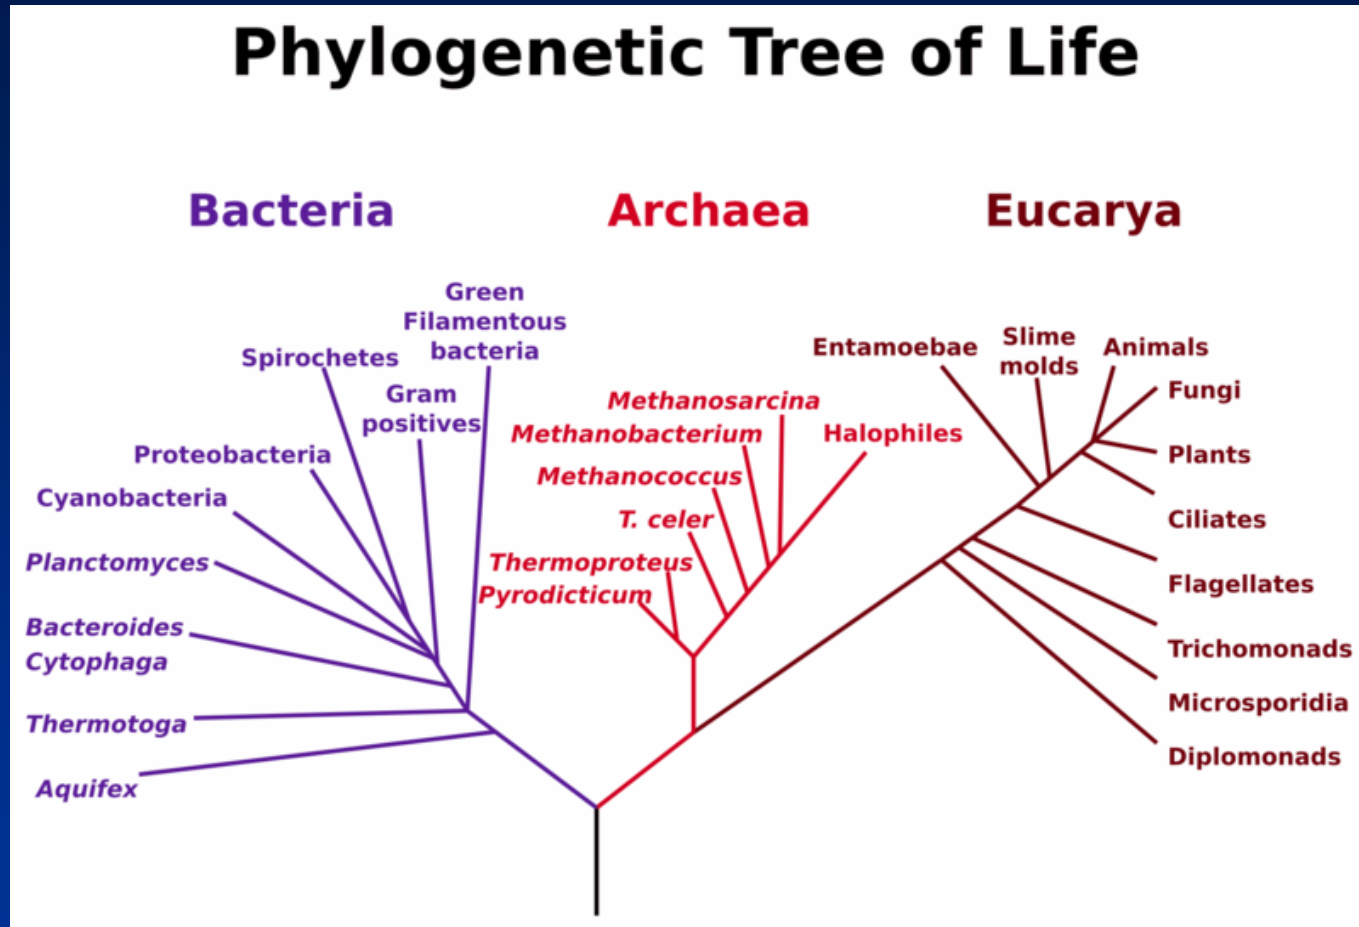 Phylogenetic Tree of Life
Bacteria
Archaea
Eucarya
Green
Filamentous
bacteria
Spirochetes
Gram
positives
Proteobacteria
Cyanobacteria
Planctomyces
Bacteroides
Cytophaga
Thermotoga
Aquifex
Methanosarcina
Methanobacterium
Halophiles
Methanococcus
T. celer
Thermoproteus
Pyrodicticum
Entamoebae
Slime
molds
Animals
Fungi
Plants
Ciliates
Flagellates
Trichomonads
Microsporidia
Diplomonads